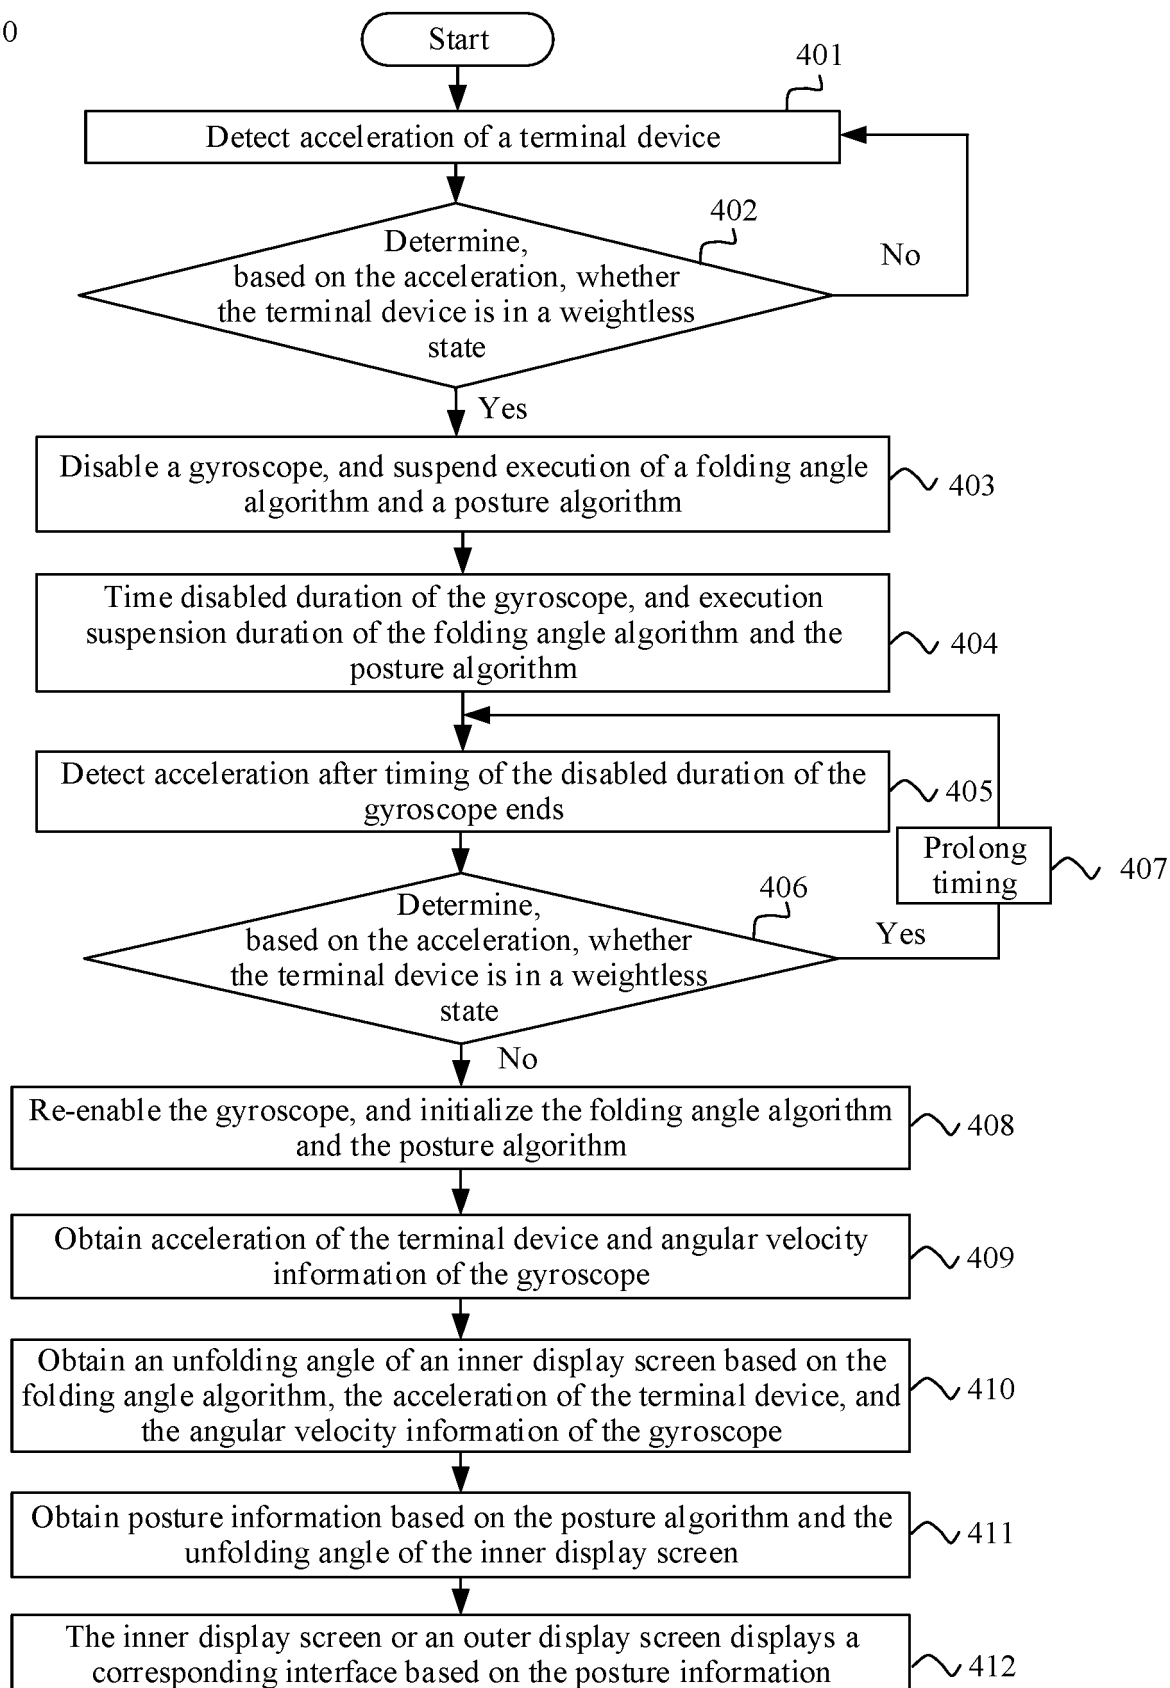 0
Start
401
Detect acceleration of a terminal device
402
Determine,
based on the acceleration, whether
the terminal device is in a weightless
state
No
Yes
Disable a gyroscope, and suspend execution of a folding angle
algorithm and a posture algorithm
403
Time disabled duration of the gyroscope, and execution
suspension duration of the folding angle algorithm and the
posture algorithm
404
Detect acceleration after timing of the disabled duration of the
gyroscope ends
405
Prolong
timing
407
406
Determine,
based on the acceleration, whether
the terminal device is in a weightless
state
Yes
No
Re-enable the gyroscope, and initialize the folding angle algorithm
and the posture algorithm
408
Obtain acceleration of the terminal device and angular velocity
information of the gyroscope
409
Obtain an unfolding angle of an inner display screen based on the
folding angle algorithm, the acceleration of the terminal device, and
the angular velocity information of the gyroscope
410
Obtain posture information based on the posture algorithm and the
unfolding angle of the inner display screen
411
The inner display screen or an outer display screen displays a
corresponding interface based on the posture information
412